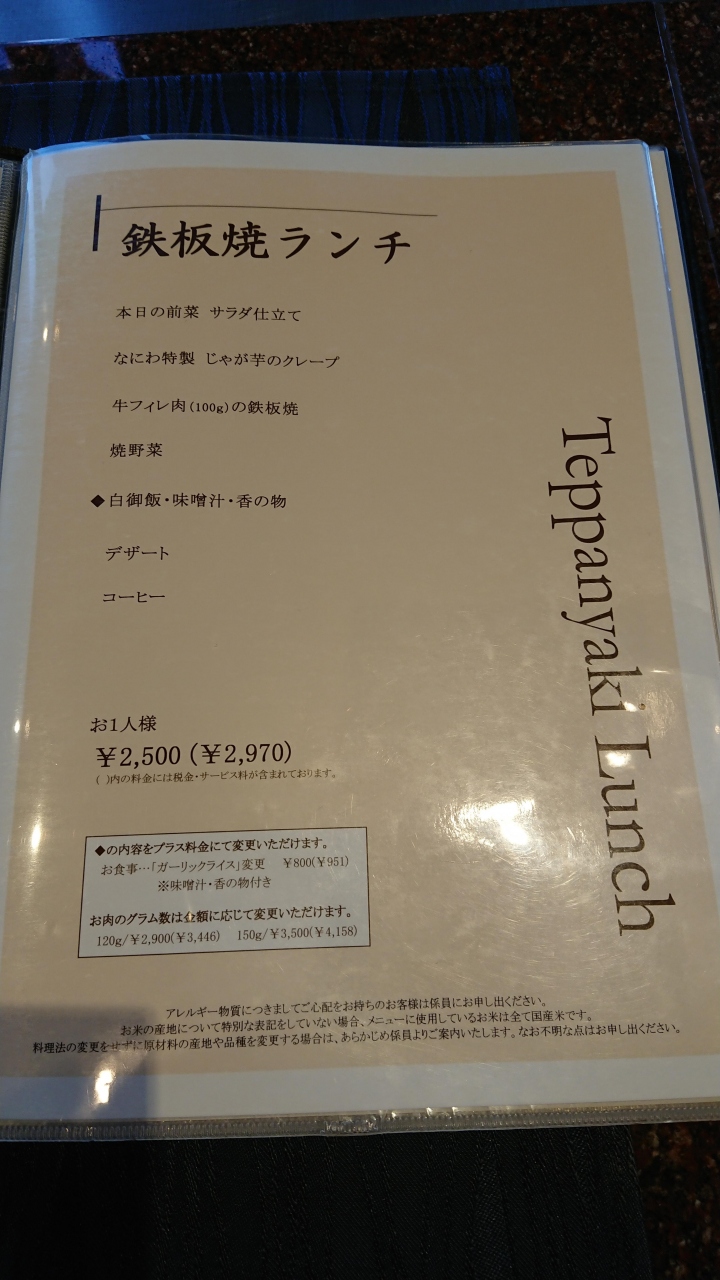 鉄板焼ランチ
本日の前菜 サラダ仕立て
なにわ特製 じゃが芋のクレープ
牛フィレ肉(100g)の鉄板焼
焼野菜
◆白御飯・味噌汁・香の物
デザート
コーヒー
Teppanyaki Lunch
お1人様
￥2,500 (￥2,970)
( )内の料金には税金・サービス料が含まれております。
◆の内容をプラス料金にて変更いただけます。
お食事…「ガーリックライス」変更 ￥800(￥951)
※味噌汁・香の物付き
お肉のグラム数は金額に応じて変更いただけます。
120g/￥2,900(￥3,446) 150g/￥3,500(￥4,158)
アレルギー物質につきましてご心配をお持ちのお客様は係員にお申し出ください。
お米の産地について特別な表記をしていない場合、メニューに使用しているお米は全て国産米です。
料理法の変更をせずに原材料の産地や品種を変更する場合は、あらかじめ係員よりご案内いたします。なお不明な点はお申し出ください。